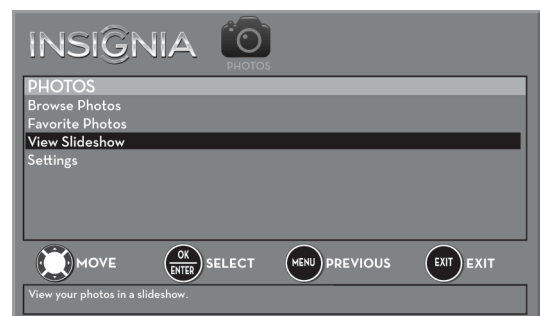 INSIGNIA
PHOTOS
PHOTOS
Browse Photos
Favorite Photos
View Slideshow
Settings
MOVE
OK
ENTER
SELECT
MENU
PREVIOUS
EXIT
EXIT
View your photos in a slideshow.